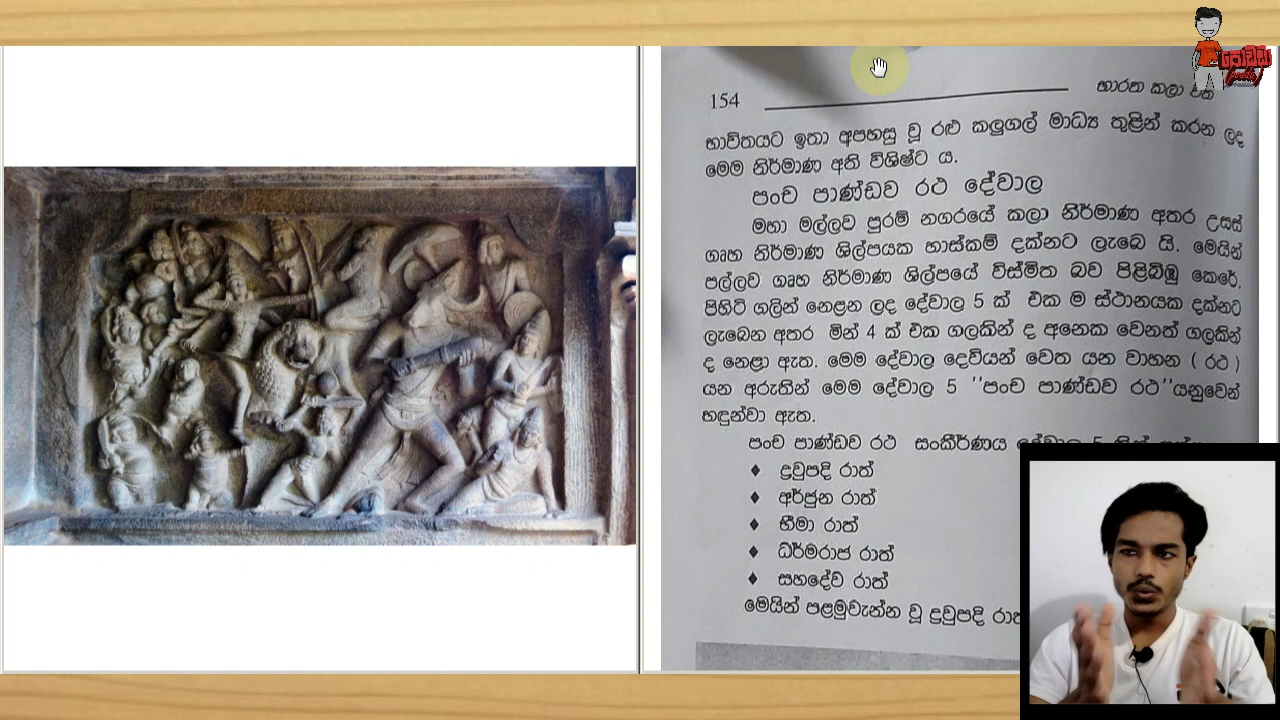 පොඩ්ඩා
154
භාරත කලා
භාවිතයට ඉතා අපහසු වූ රළු කලුගල් මාධ්‍ය තුළින් කරන ලද
මෙම නිර්මාණ අති විශිෂ්ට ය.
පංච පාණ්ඩව රථ දේවාල
මහා මල්ලව පුරම් නගරයේ කලා නිර්මාණ අතර උසස්
ගෘහ නිර්මාණ ශිල්පයක හාස්කම් දක්නට ලැබෙ යි. මෙයින්
පල්ලව ගෘහ නිර්මාණ ශිල්පයේ විස්මිත බව පිළිබිඹු කෙරේ.
පිහිටි ගලින් නෙළන ලද දේවාල 5 ක් එක ම ස්ථානයක දක්නට
ලැබෙන අතර මින් 4 ක් එක ගලකින් ද අනෙක වෙනත් ගලකින්
ද නෙළා ඇත. මෙම දේවාල දෙවියන් වෙත යන වාහන ( රථ )
යන අරුතින් මෙම දේවාල 5 ''පංච පාණ්ඩව රථ''යනුවෙන්
හඳුන්වා ඇත.
පංච පාණ්ඩව රථ සංකීර්ණය දේවාල 5
♦ ද්‍රවුපදි රාත්
♦ අර්ජුන රාත්
♦ භීමා රාත්
♦ ධර්මරාජ රාත්
♦ සහදේව රාත්
මෙයින් පළමුවැන්න වූ ද්‍රවුපදි